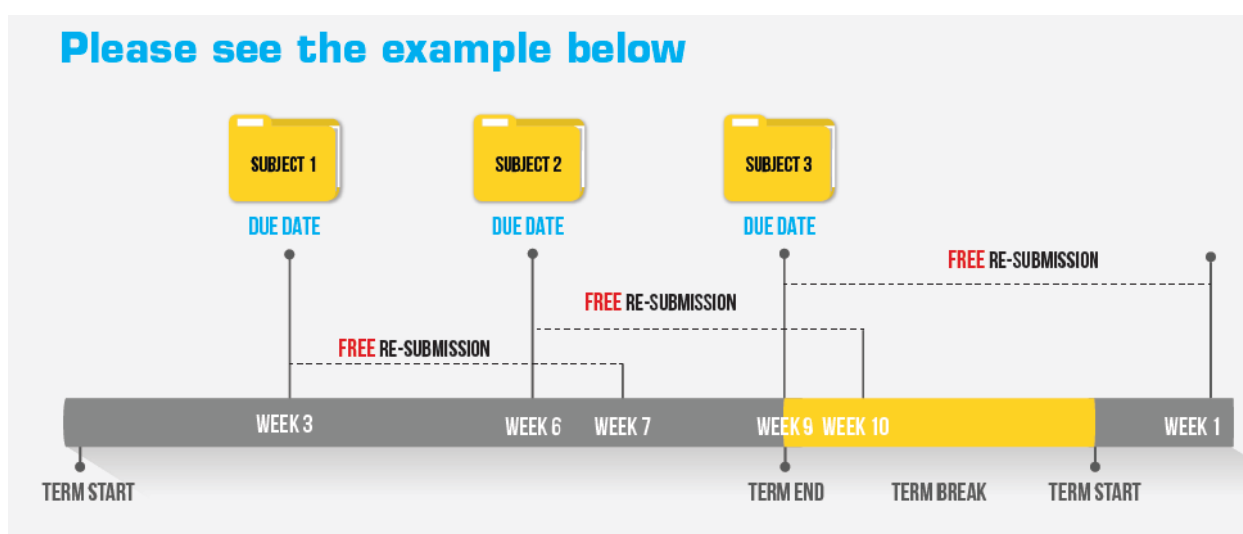 Please see the example below
SUBJECT 1
SUBJECT 2
SUBJECT 3
DUE DATE
DUE DATE
DUE DATE
FREE RE-SUBMISSION
FREE RE-SUBMISSION
FREE RE-SUBMISSION
WEEK 3
WEEK 6
WEEK 7
WEEK 9
WEEK 10
WEEK 1
TERM START
TERM END
TERM BREAK
TERM START